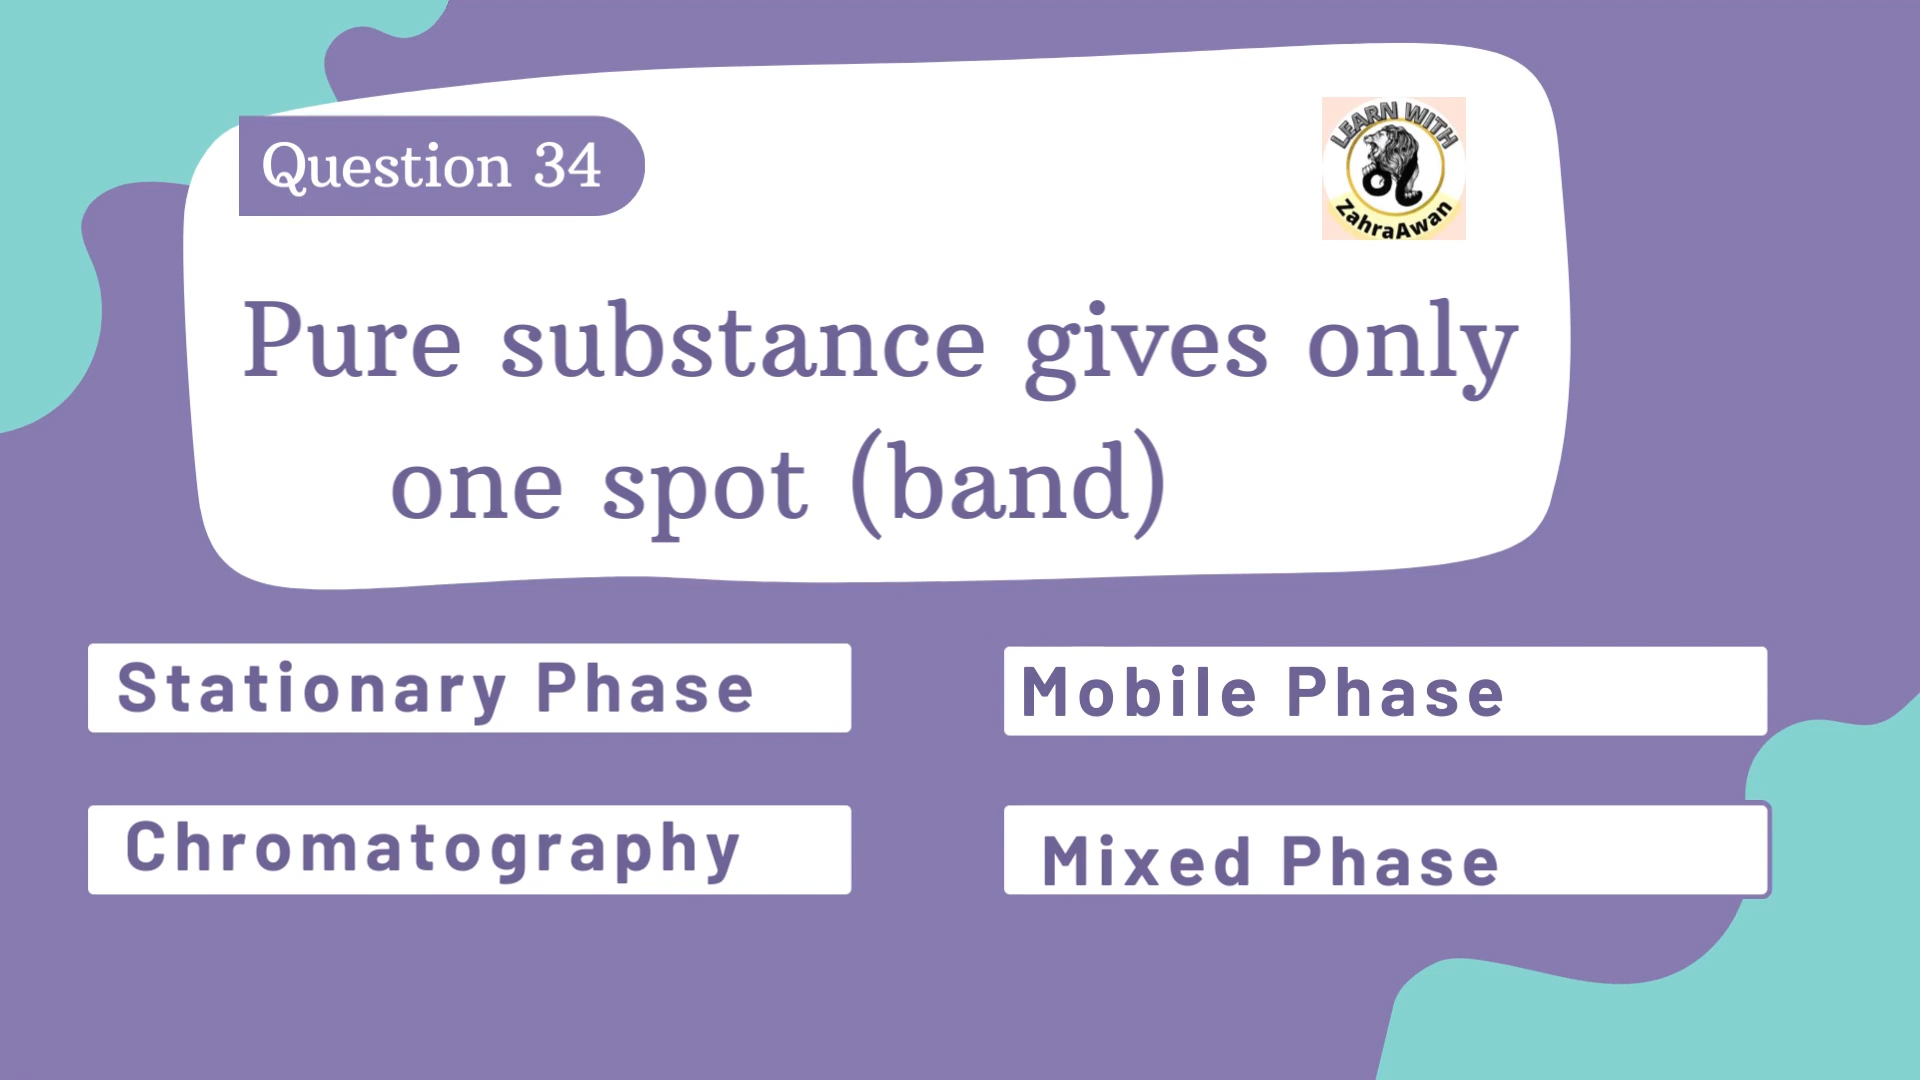 LEARN WITH
ZahraAwan
Question 34
Pure substance gives only
one spot (band)
Stationary Phase
Mobile Phase
Chromatography
Mixed Phase